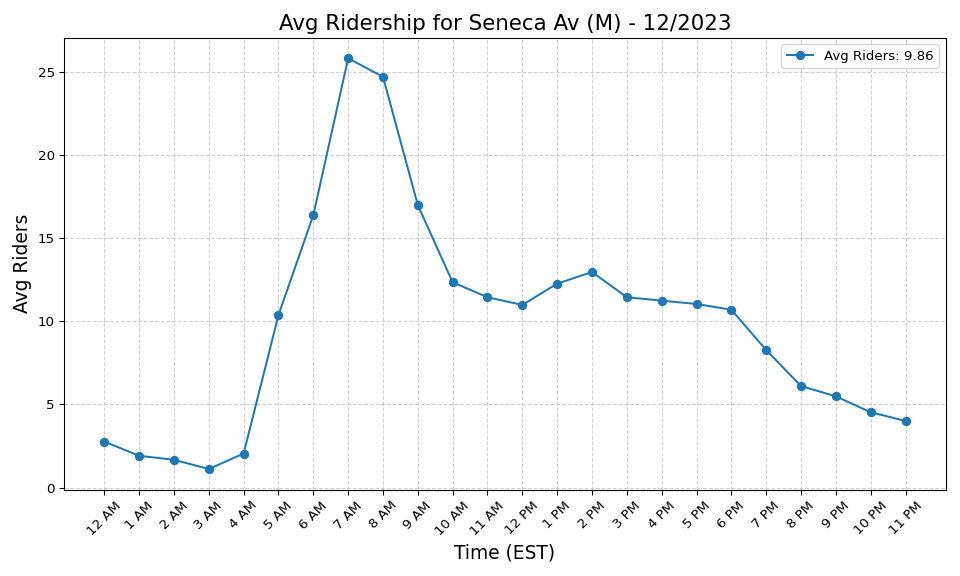 Avg Ridership for Seneca Av (M) - 12/2023
Avg Riders: 9.86
Avg Riders
25
20
15
10
5
0
12 AM
1 AM
2 AM
3 AM
4 AM
5 AM
6 AM
7 AM
8 AM
9 AM
10 AM
11 AM
12 PM
1 PM
2 PM
3 PM
4 PM
5 PM
6 PM
7 PM
8 PM
9 PM
10 PM
11 PM
Time (EST)